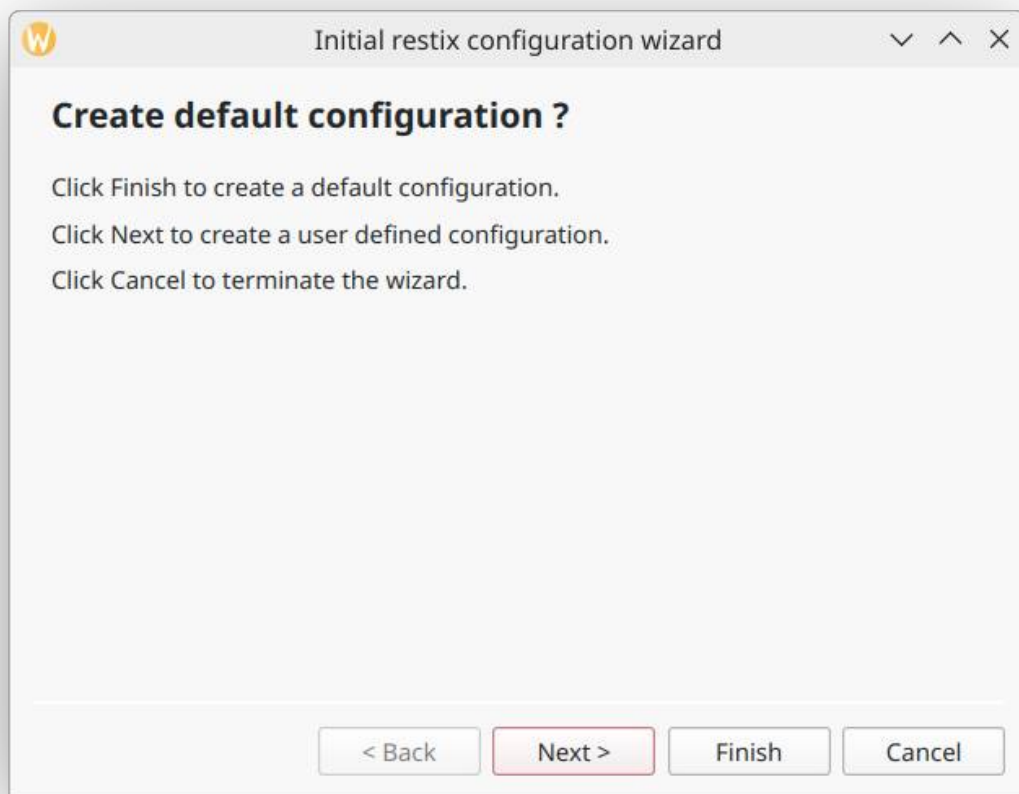 W
Initial restix configuration wizard
Create default configuration ?
Click Finish to create a default configuration.
Click Next to create a user defined configuration.
Click Cancel to terminate the wizard.
< Back Next > Finish Cancel